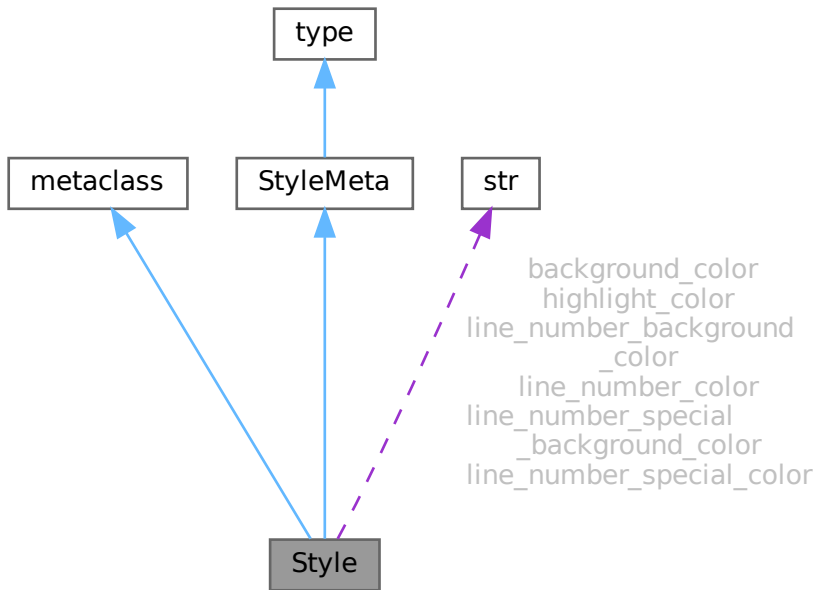 type
metaclass
StyleMeta
str
background_color
highlight_color
line_number_background
_color
line_number_color
line_number_special
_background_color
line_number_special_color
Style